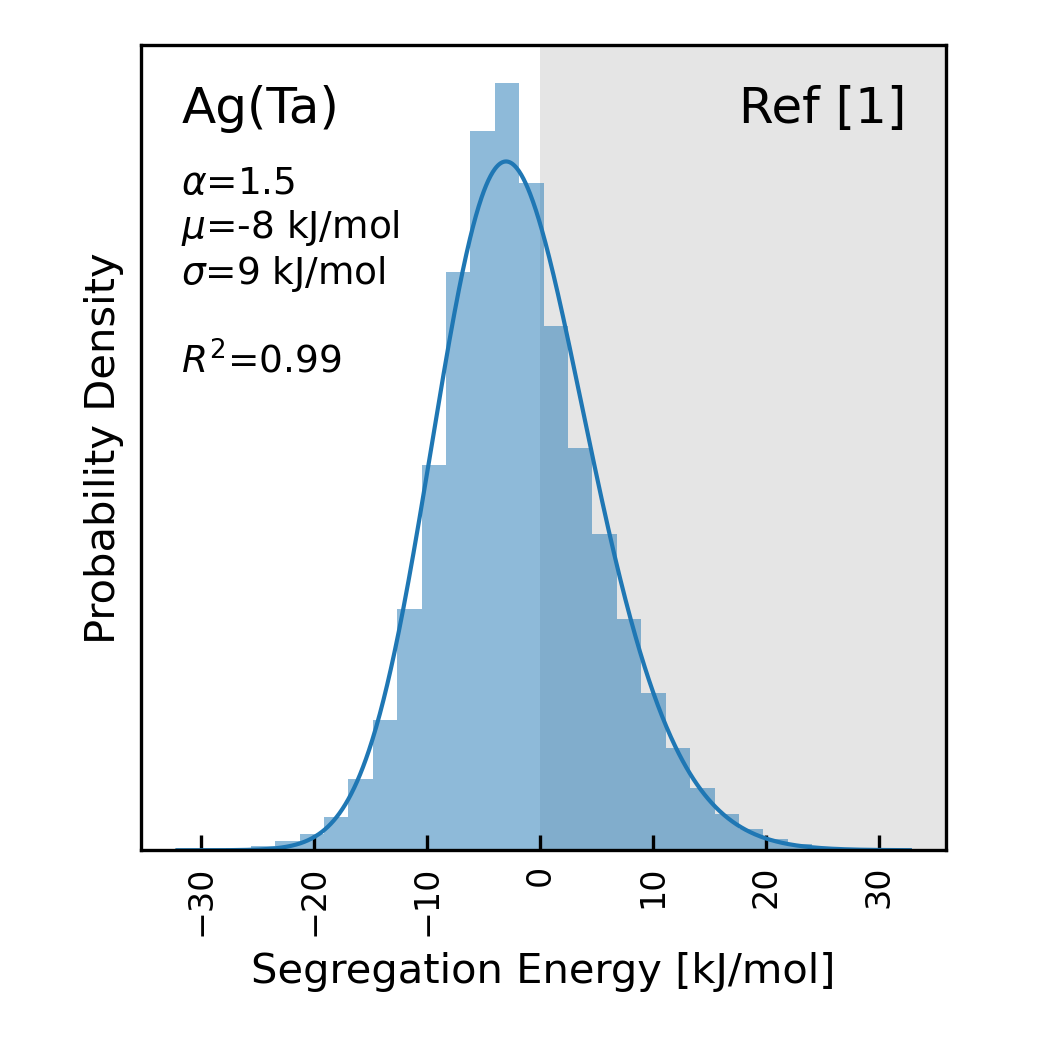 Ag(Ta)
Ref [1]
α=1.5
μ=-8 kJ/mol
σ=9 kJ/mol
R²=0.99
Probability Density
−30
−20
−10
0
10
20
30
Segregation Energy [kJ/mol]